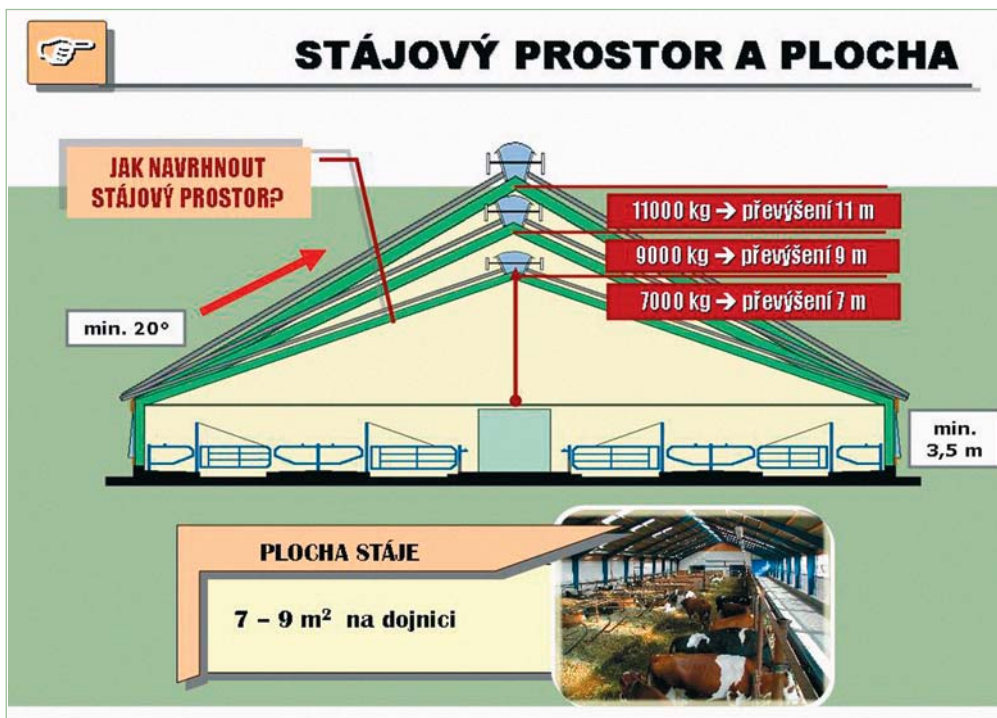 STÁJOVÝ PROSTOR A PLOCHA
JAK NAVRHNOUT
STÁJOVÝ PROSTOR?
11000 kg → převýšení 11 m
9000 kg → převýšení 9 m
7000 kg → převýšení 7 m
min. 20°
min.
3,5 m
PLOCHA STÁJE
7 – 9 m² na dojnici